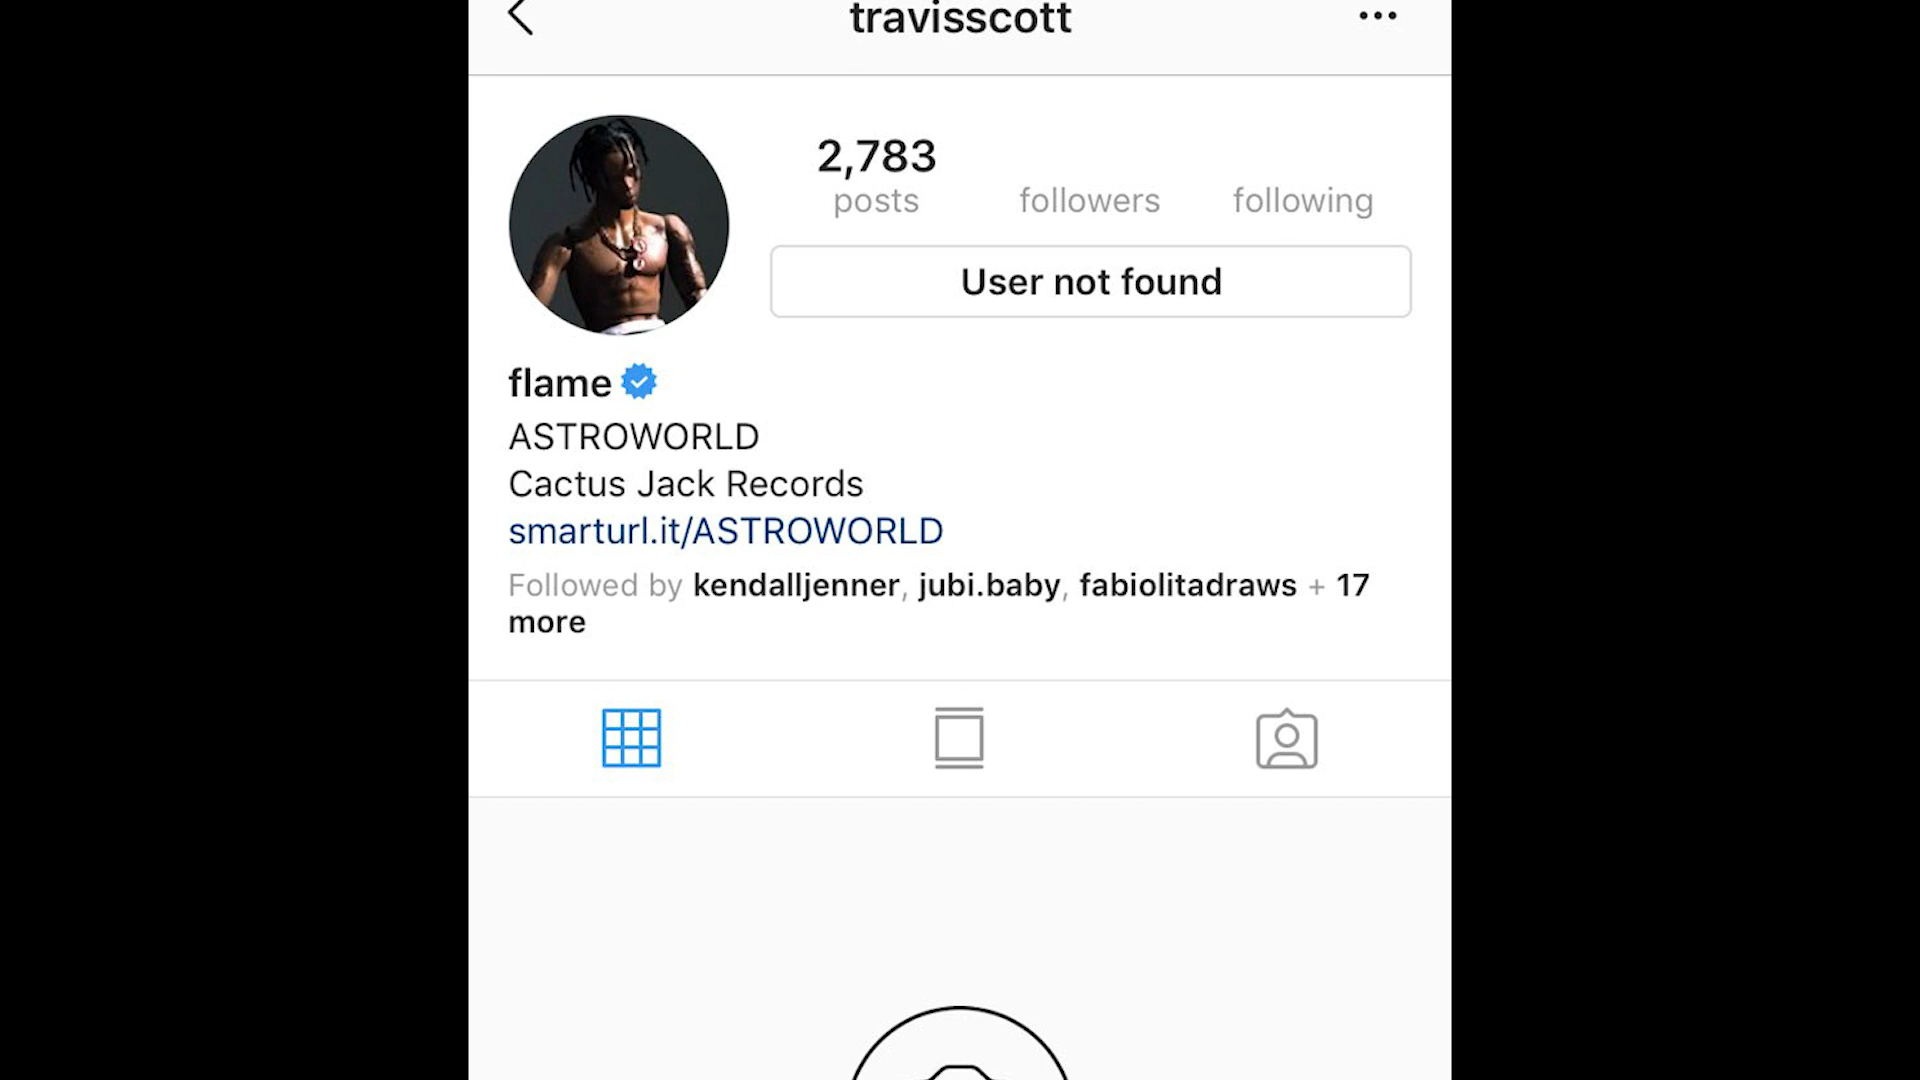 travisscott
2,783
posts followers following
User not found
flame
ASTROWORLD
Cactus Jack Records
smarturl.it/ASTROWORLD
Followed by kendalljenner, jubi.baby, fabiolitadraws + 17
more